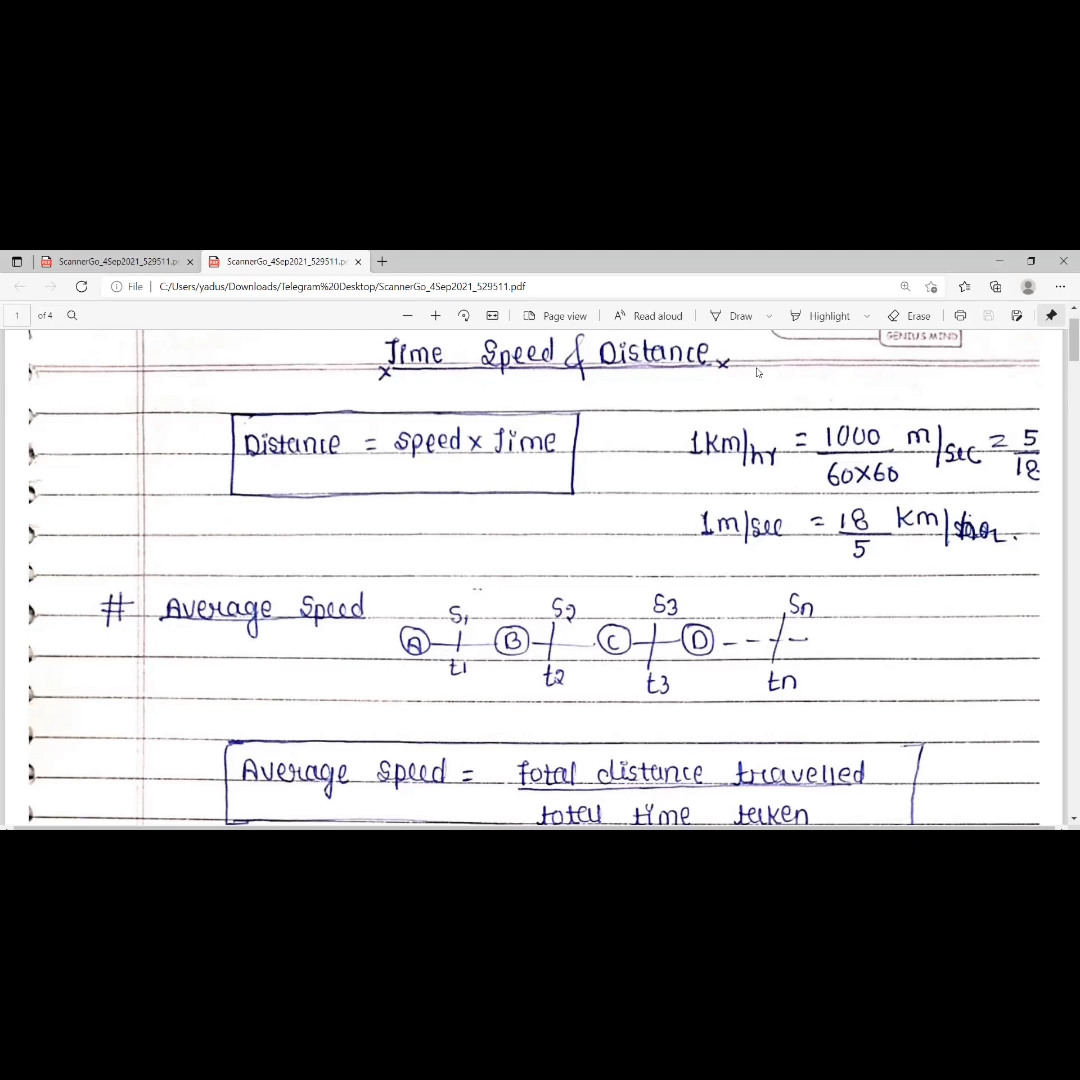 ScannerGo_4Sep2021_529511.p
ScannerGo_4Sep2021_529511.p
File
C:/Users/yadus/Downloads/Telegram%20Desktop/ScannerGo_4Sep2021_529511.pdf
1 of 4
Page view
Read aloud
Draw
Highlight
Erase
GENIUS MIND
Time Speed & Distance
Distance = Speed x Time
1Km/hr = 1000/60X60 m/sec = 5/18
1m/sec = 18/5 Km/
# Average Speed
S1 S2 S3 Sn
A B C D
t1 t2 t3 tn
Average Speed = total distance travelled
total time taken